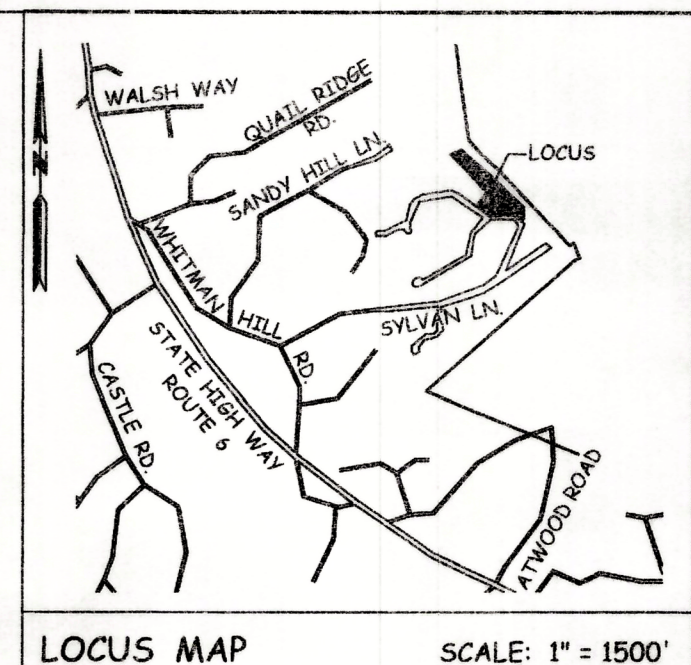 WALSH WAY
QUAIL RIDGE
RD.
SANDY HILL LN.
LOCUS
N
WHITMAN
HILL
RD.
SYLVAN LN.
STATE HIGH WAY
ROUTE 6
CASTLE RD.
ATWOOD ROAD
LOCUS MAP
SCALE: 1" = 1500'